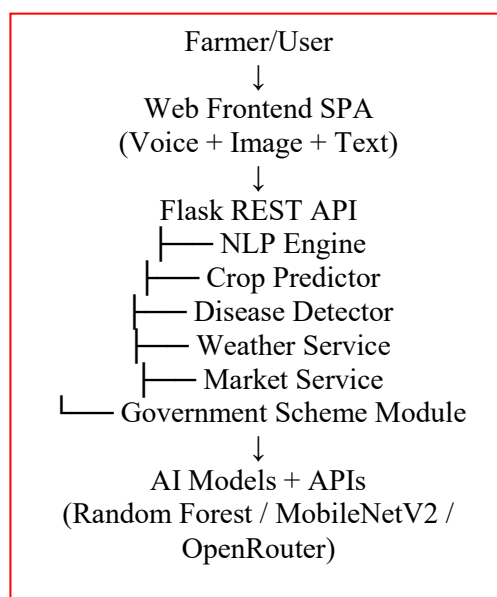 Farmer/User
↓
Web Frontend SPA
(Voice + Image + Text)
↓
Flask REST API
├── NLP Engine
├── Crop Predictor
├── Disease Detector
├── Weather Service
├── Market Service
└── Government Scheme Module
↓
AI Models + APIs
(Random Forest / MobileNetV2 /
OpenRouter)